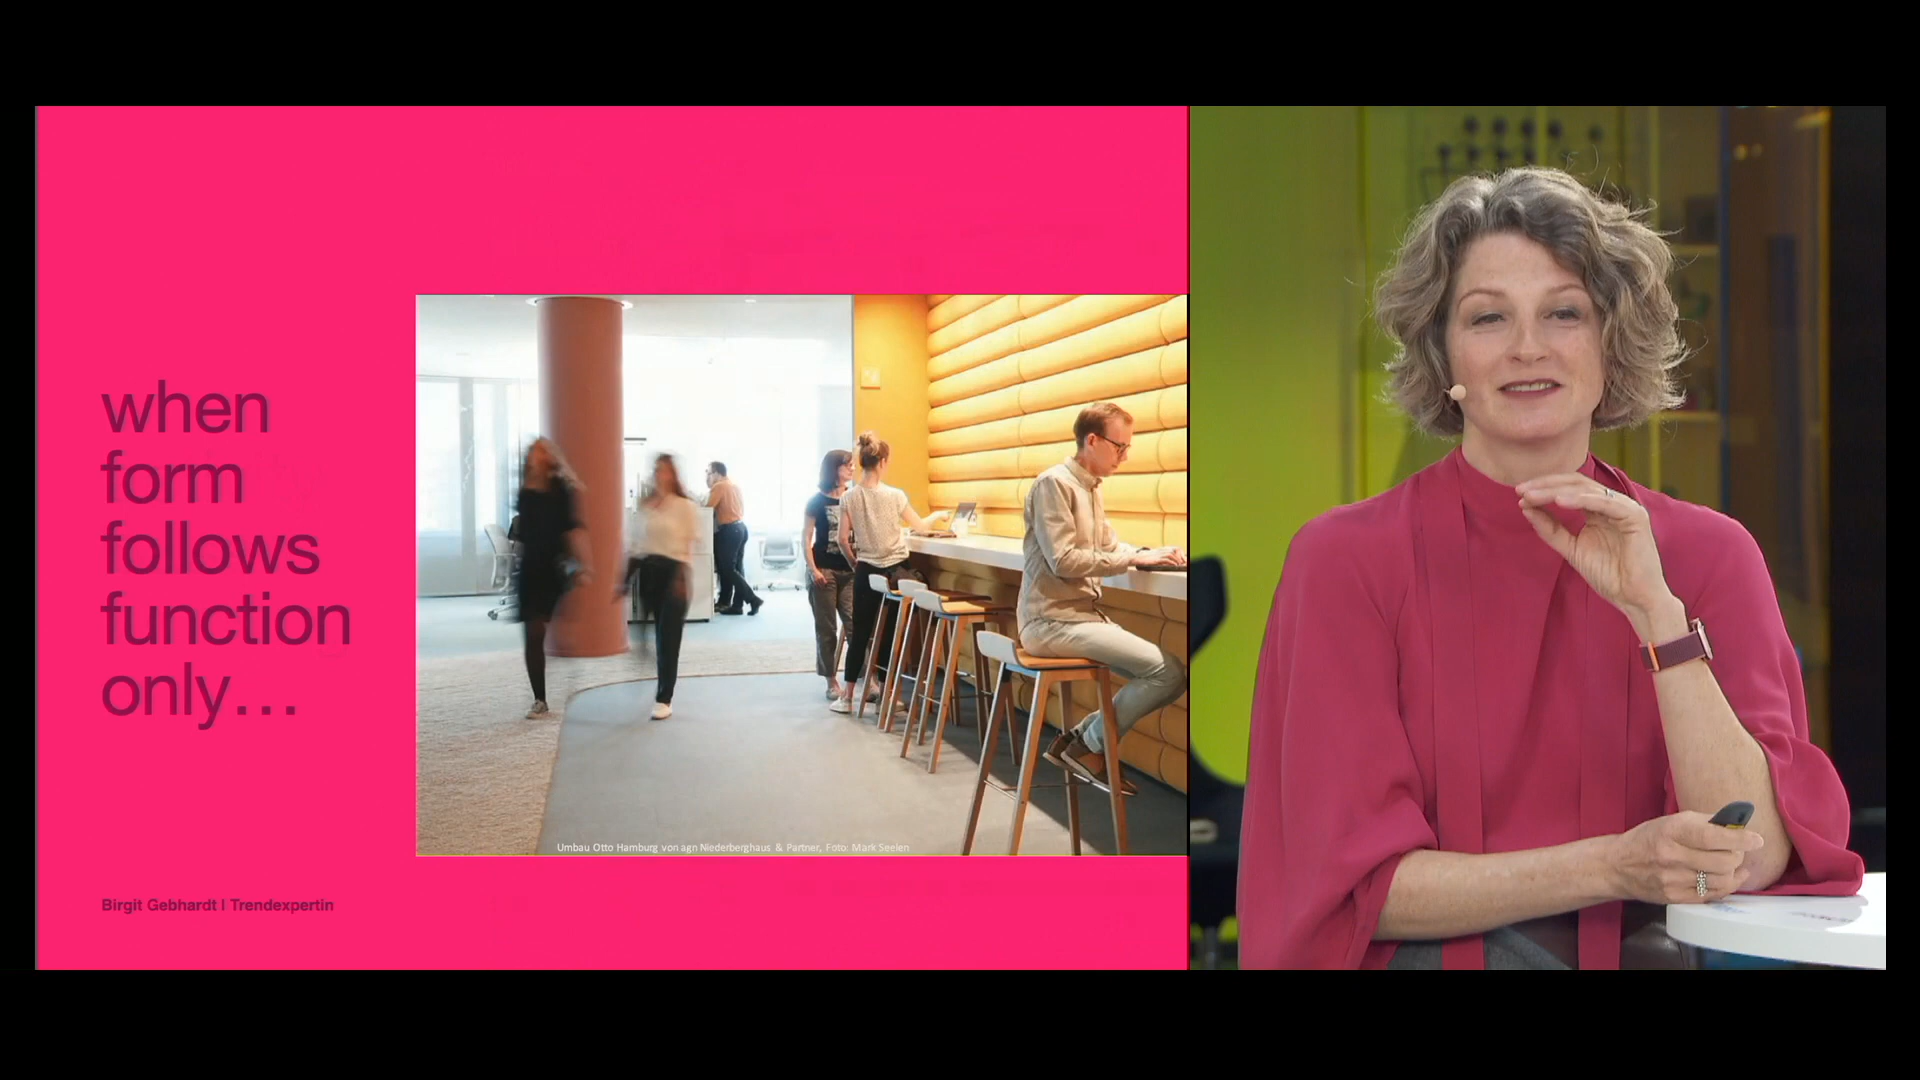 when
form
follows
function
only…
Umbau Otto Hamburg von agn Niederberghaus & Partner, Foto: Mark Seelen
Birgit Gebhardt I Trendexpertin